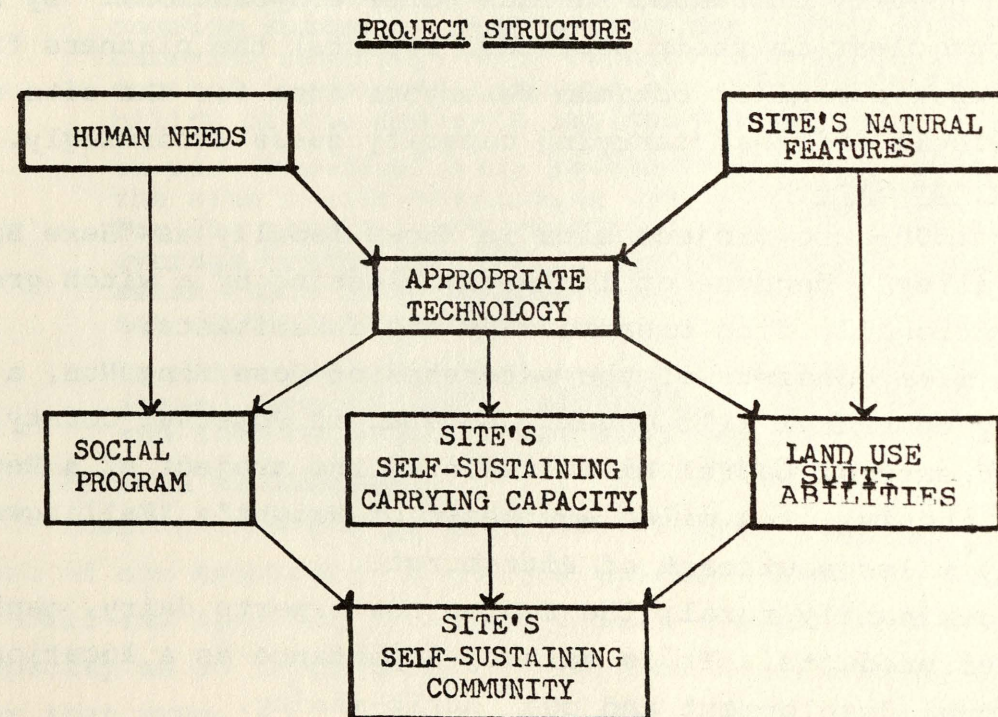 PROJECT STRUCTURE
HUMAN NEEDS
SITE'S NATURAL
FEATURES
APPROPRIATE
TECHNOLOGY
SOCIAL
PROGRAM
SITE'S
SELF-SUSTAINING
CARRYING CAPACITY
LAND USE
SUIT-
ABILITIES
SITE'S
SELF-SUSTAINING
COMMUNITY